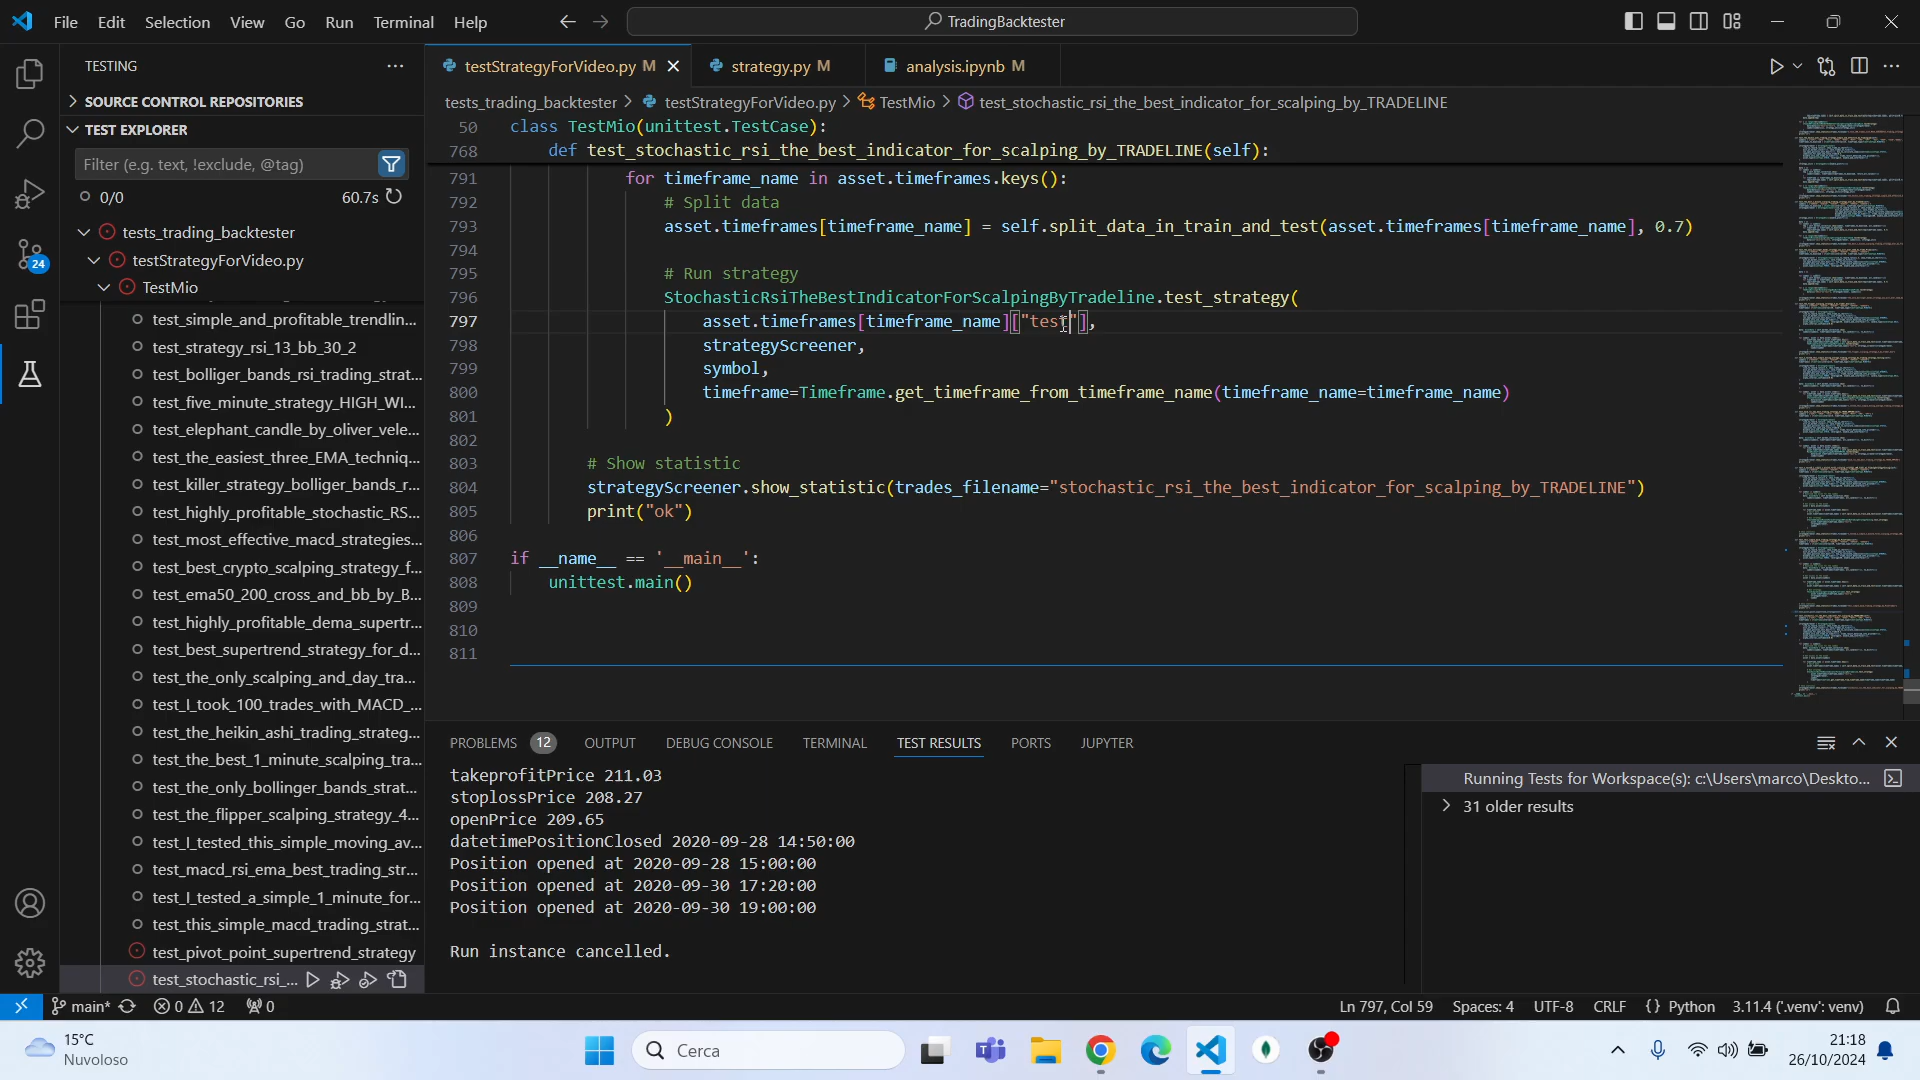 File Edit Selection View Go Run Terminal Help
TradingBacktester
TESTING
SOURCE CONTROL REPOSITORIES
TEST EXPLORER
Filter (e.g. text, !exclude, @tag)
0/0 60.7s
tests_trading_backtester
testStrategyForVideo.py
TestMio
test_simple_and_profitable_trendlin...
test_strategy_rsi_13_bb_30_2
test_bolliger_bands_rsi_trading_strat...
test_five_minute_strategy_HIGH_WI...
test_elephant_candle_by_oliver_vele...
test_the_easiest_three_EMA_techniq...
test_killer_strategy_bolliger_bands_r...
test_highly_profitable_stochastic_RS...
test_most_effective_macd_strategies...
test_best_crypto_scalping_strategy_f...
test_ema50_200_cross_and_bb_by_B...
test_highly_profitable_dema_supertr...
test_best_supertrend_strategy_for_d...
test_the_only_scalping_and_day_tra...
test_I_took_100_trades_with_MACD_...
test_the_heikin_ashi_trading_strateg...
test_the_best_1_minute_scalping_tra...
test_the_only_bollinger_bands_strat...
test_the_flipper_scalping_strategy_4...
test_I_tested_this_simple_moving_av...
test_macd_rsi_ema_best_trading_str...
test_I_tested_a_simple_1_minute_for...
test_this_simple_macd_trading_strat...
test_pivot_point_supertrend_strategy
test_stochastic_rsi_...
24
testStrategyForVideo.py M strategy.py M analysis.ipynb M
tests_trading_backtester > testStrategyForVideo.py > TestMio > test_stochastic_rsi_the_best_indicator_for_scalping_by_TRADELINE
50 class TestMio(unittest.TestCase):
768 def test_stochastic_rsi_the_best_indicator_for_scalping_by_TRADELINE(self):
791 for timeframe_name in asset.timeframes.keys():
792 # Split data
793 asset.timeframes[timeframe_name] = self.split_data_in_train_and_test(asset.timeframes[timeframe_name], 0.7)
794
795 # Run strategy
796 StochasticRsiTheBestIndicatorForScalpingByTradeline.test_strategy(
797 asset.timeframes[timeframe_name]["test"],
798 strategyScreener,
799 symbol,
800 timeframe=Timeframe.get_timeframe_from_timeframe_name(timeframe_name=timeframe_name)
801 )
802
803 # Show statistic
804 strategyScreener.show_statistic(trades_filename="stochastic_rsi_the_best_indicator_for_scalping_by_TRADELINE")
805 print("ok")
806
807 if __name__ == '__main__':
808 unittest.main()
809
810
811
PROBLEMS 12 OUTPUT DEBUG CONSOLE TERMINAL TEST RESULTS PORTS JUPYTER
takeprofitPrice 211.03
stoplossPrice 208.27
openPrice 209.65
datetimePositionClosed 2020-09-28 14:50:00
Position opened at 2020-09-28 15:00:00
Position opened at 2020-09-30 17:20:00
Position opened at 2020-09-30 19:00:00
Run instance cancelled.
Running Tests for Workspace(s): c:\Users\marco\Deskto...
31 older results
main* 0 12 0
Ln 797, Col 59 Spaces: 4 UTF-8 CRLF {} Python 3.11.4 ('.venv': venv)
15°C
Nuvoloso
Cerca
21:18
26/10/2024